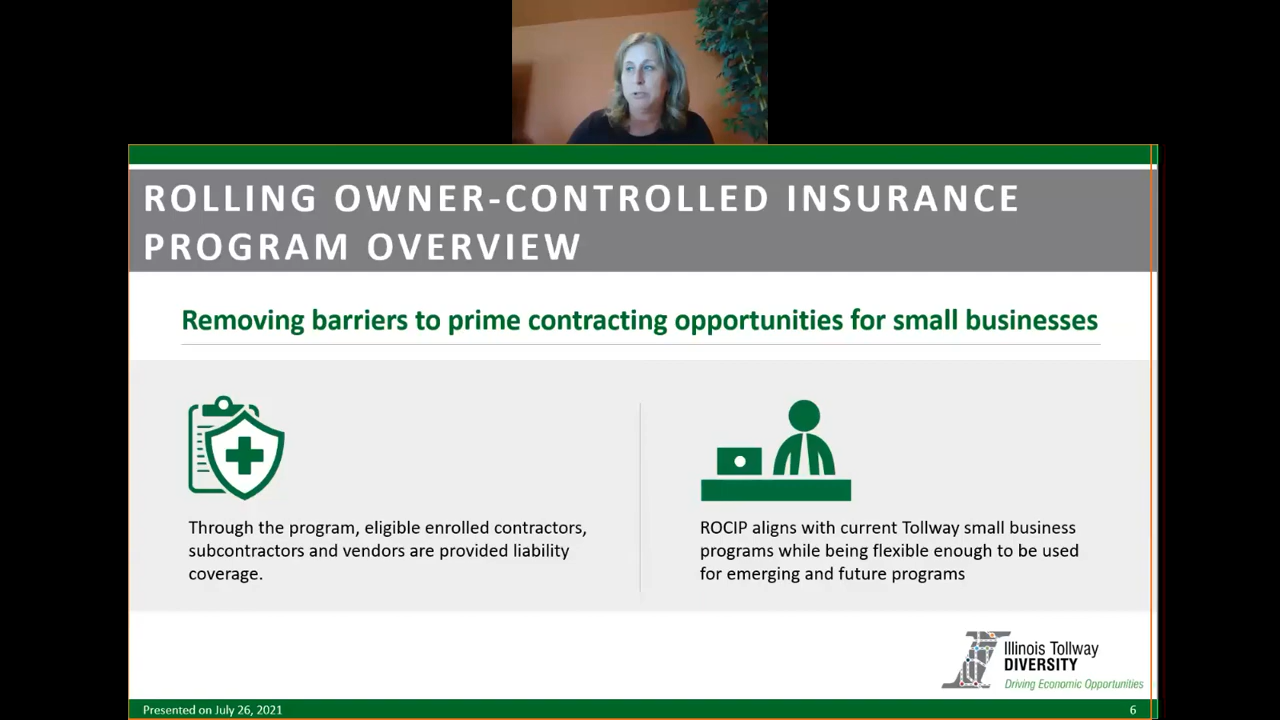 ROLLING OWNER-CONTROLLED INSURANCE
PROGRAM OVERVIEW
Removing barriers to prime contracting opportunities for small businesses
Through the program, eligible enrolled contractors,
subcontractors and vendors are provided liability
coverage.
ROCIP aligns with current Tollway small business
programs while being flexible enough to be used
for emerging and future programs
Illinois Tollway
DIVERSITY
Driving Economic Opportunities
Presented on July 26, 2021
6